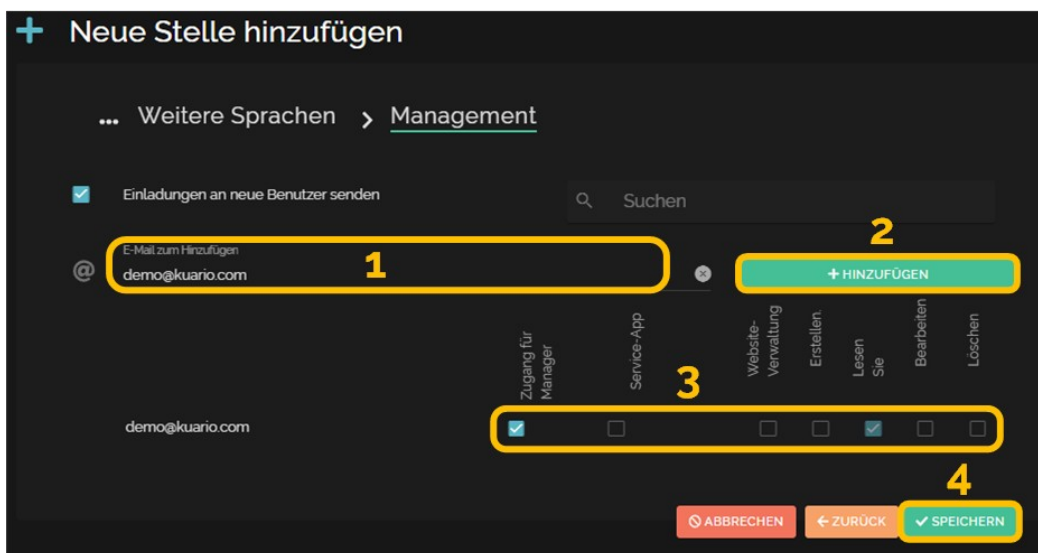 + Neue Stelle hinzufügen
... Weitere Sprachen > Management
Einladungen an neue Benutzer senden
Suchen
2
E-Mail zum Hinzufügen
@ demo@kuario.com
1
+ HINZUFÜGEN
Zugang für
Manager
Service-App
Website-
Verwaltung
Erstellen.
Lesen
Sie
Bearbeiten
Löschen
3
demo@kuario.com
4
ABBRECHEN
← ZURÜCK
SPEICHERN